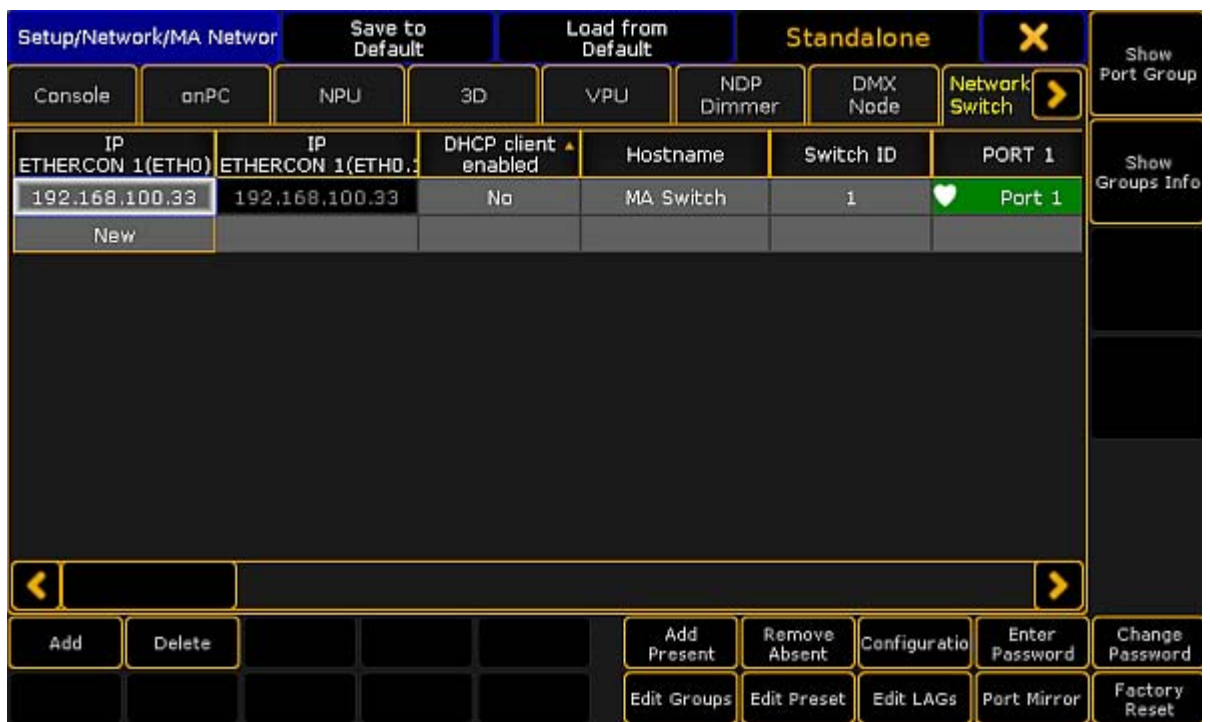 Setup/Network/MA Networ
Save to
Default
Load from
Default
Standalone
Show
Port Group
Console
onPC
NPU
3D
VPU
NDP
Dimmer
DMX
Node
Network
Switch
IP
ETHERCON 1(ETH0)
IP
ETHERCON 1(ETH0.
DHCP client
enabled
Hostname
Switch ID
PORT 1
Show
Groups Info
192.168.100.33
192.168.100.33
No
MA Switch
1
Port 1
New
Add
Delete
Add
Present
Remove
Absent
Configuratio
Enter
Password
Change
Password
Edit Groups
Edit Preset
Edit LAGs
Port Mirror
Factory
Reset